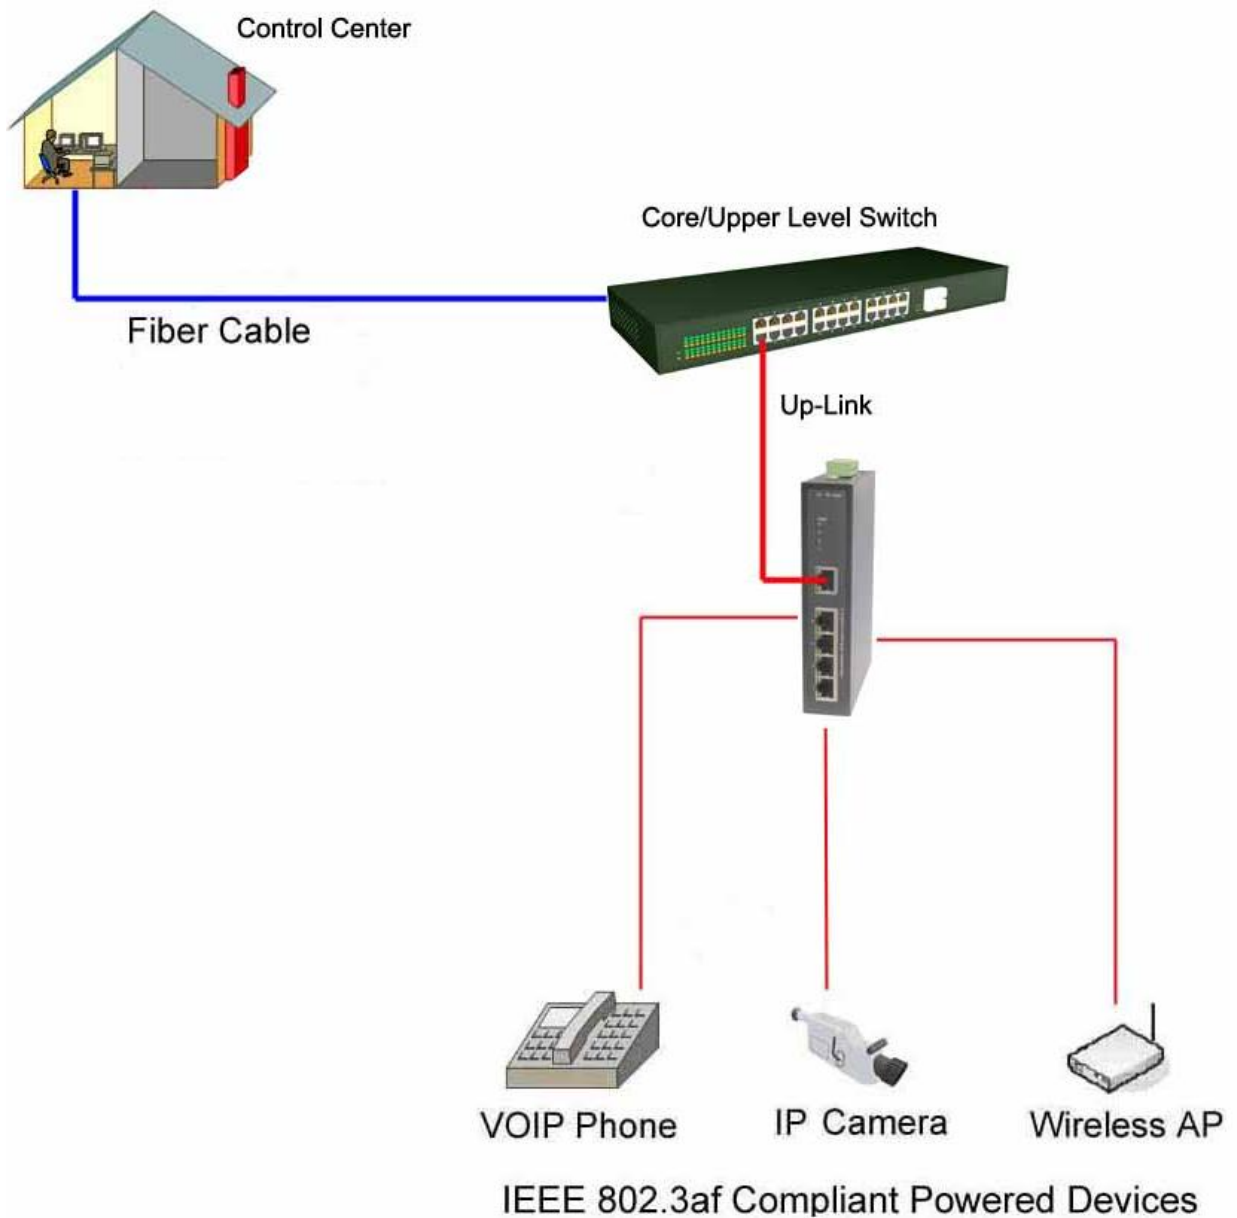 Control Center
Core/Upper Level Switch
Fiber Cable
Up-Link
VOIP Phone
IP Camera
Wireless AP
IEEE 802.3af Compliant Powered Devices